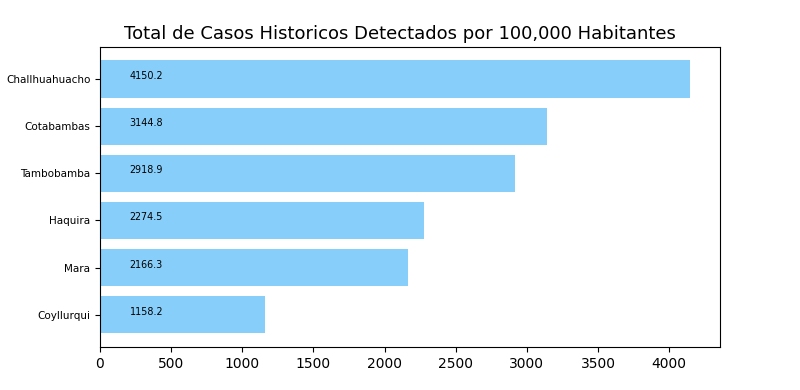 Total de Casos Historicos Detectados por 100,000 Habitantes
Challhuahuacho 4150.2
Cotabambas 3144.8
Tambobamba 2918.9
Haquira 2274.5
Mara 2166.3
Coyllurqui 1158.2
0 500 1000 1500 2000 2500 3000 3500 4000